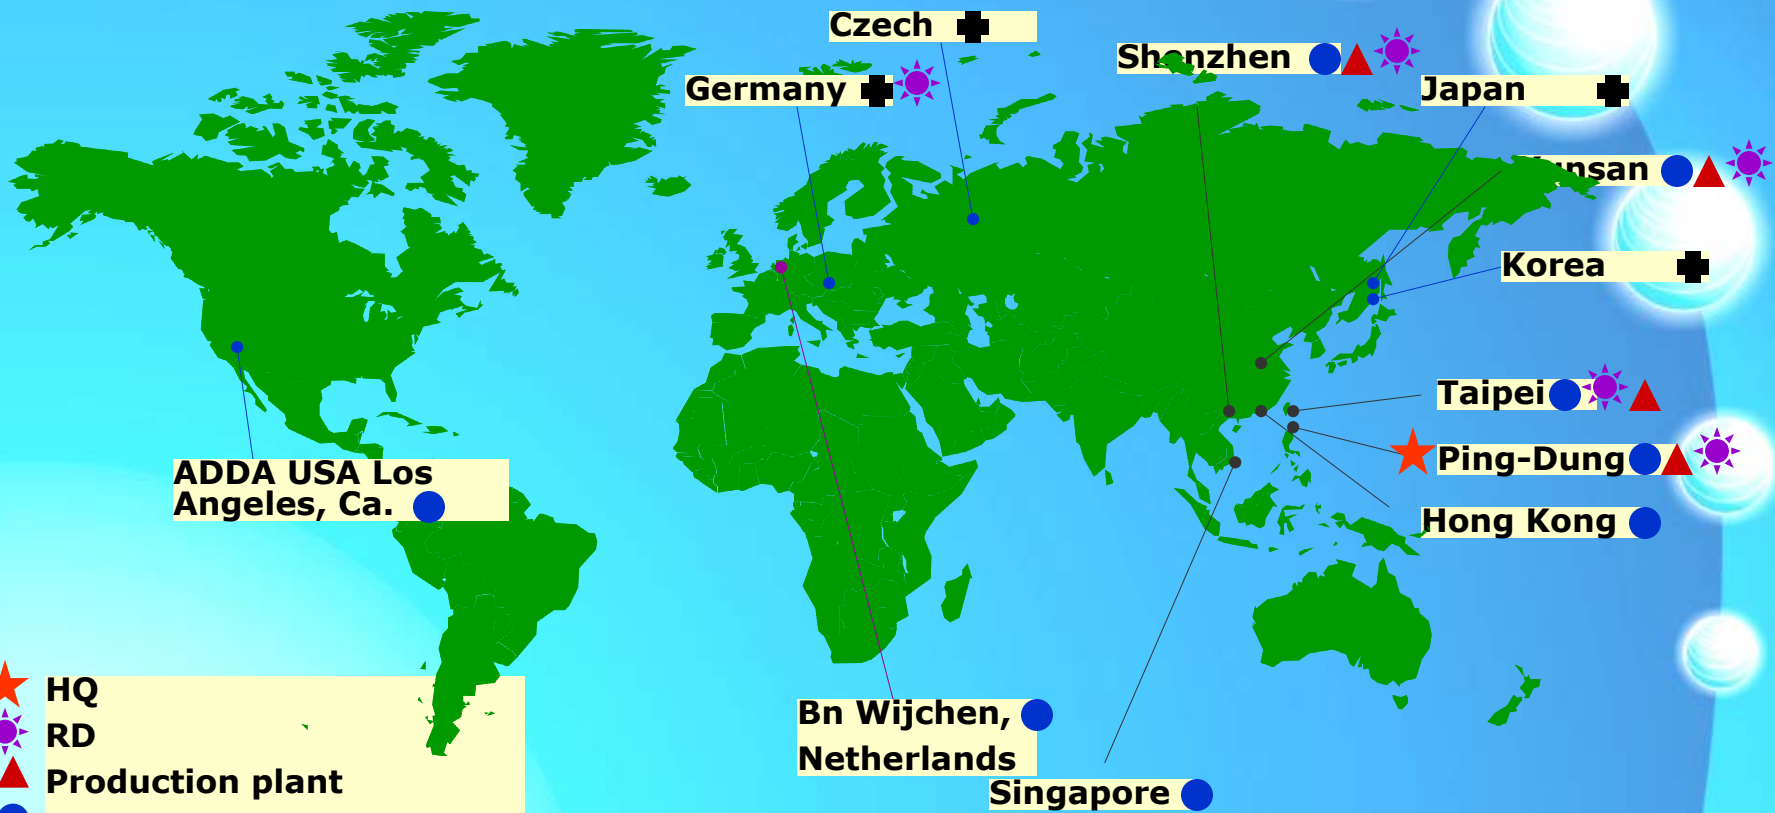 Czech
Shenzhen
Germany
Japan
nsan
Korea
Taipei
Ping-Dung
ADDA USA Los
Angeles, Ca.
Hong Kong
HQ
RD
Production plant
Bn Wijchen,
Netherlands
Singapore